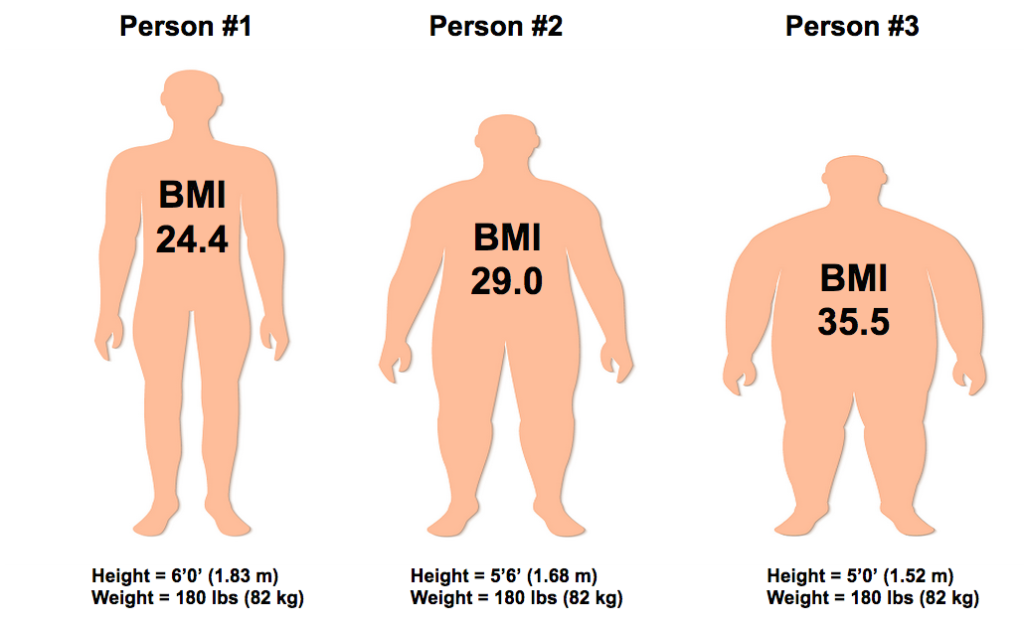 Person #1
Person #2
Person #3
BMI
24.4
BMI
29.0
BMI
35.5
Height = 6’0’ (1.83 m)
Weight = 180 lbs (82 kg)
Height = 5’6’ (1.68 m)
Weight = 180 lbs (82 kg)
Height = 5’0’ (1.52 m)
Weight = 180 lbs (82 kg)